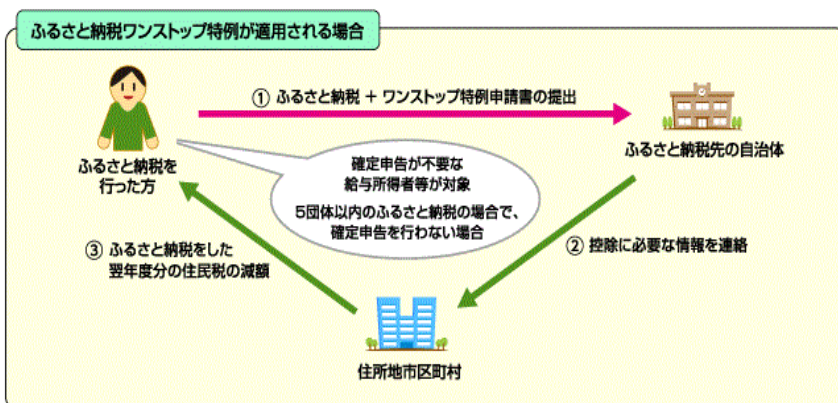 ふるさと納税ワンストップ特例が適用される場合
① ふるさと納税 + ワンストップ特例申請書の提出
ふるさと納税を
行った方
ふるさと納税先の自治体
確定申告が不要な
給与所得者等が対象
5団体以内のふるさと納税の場合で、
確定申告を行わない場合
② 控除に必要な情報を連絡
③ ふるさと納税をした
翌年度分の住民税の減額
住所地市区町村